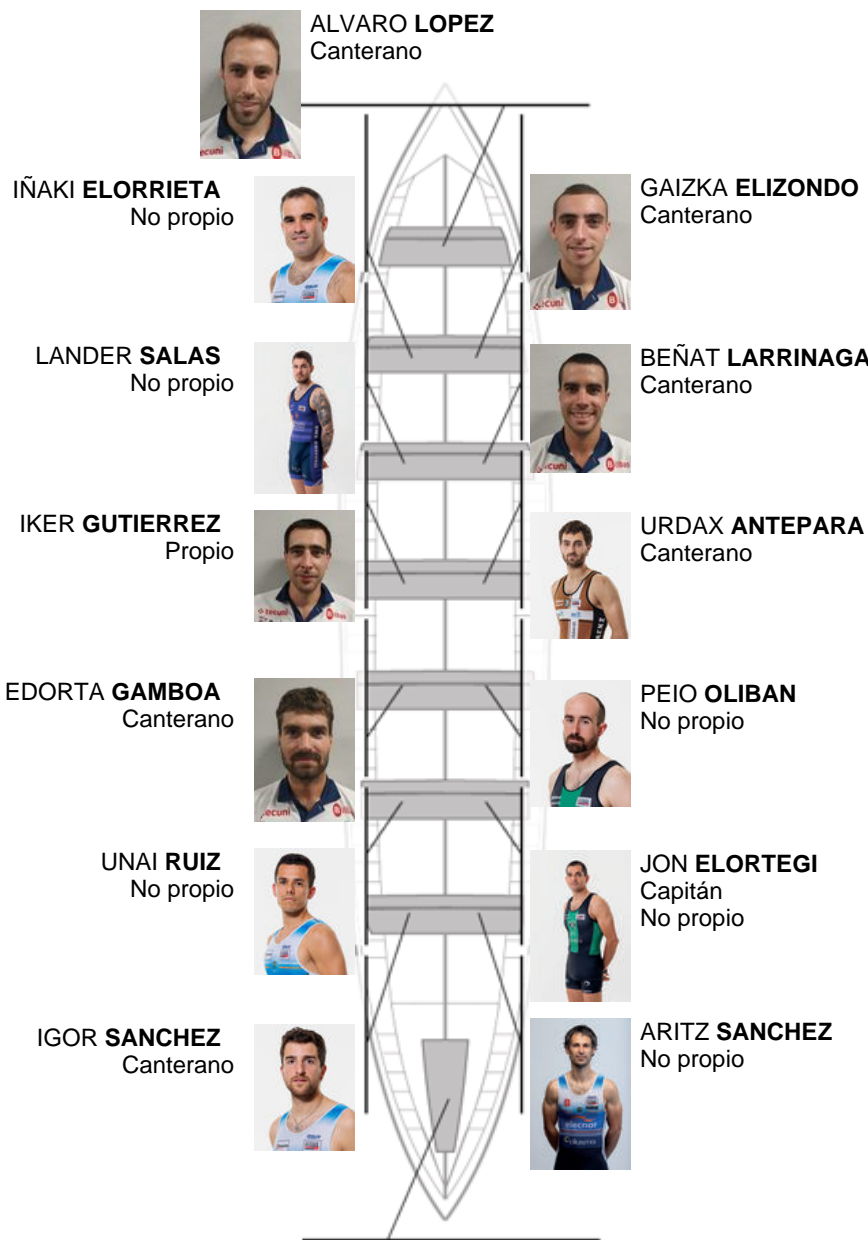 ALVARO LOPEZ
Canterano
IÑAKI ELORRIETA
No propio
GAIZKA ELIZONDO
Canterano
LANDER SALAS
No propio
BEÑAT LARRINAGA
Canterano
IKER GUTIERREZ
Propio
URDAX ANTEPARA
Canterano
EDORTA GAMBOA
Canterano
PEIO OLIBAN
No propio
UNAI RUIZ
No propio
JON ELORTEGI
Capitán
No propio
IGOR SANCHEZ
Canterano
ARITZ SANCHEZ
No propio
elecnor